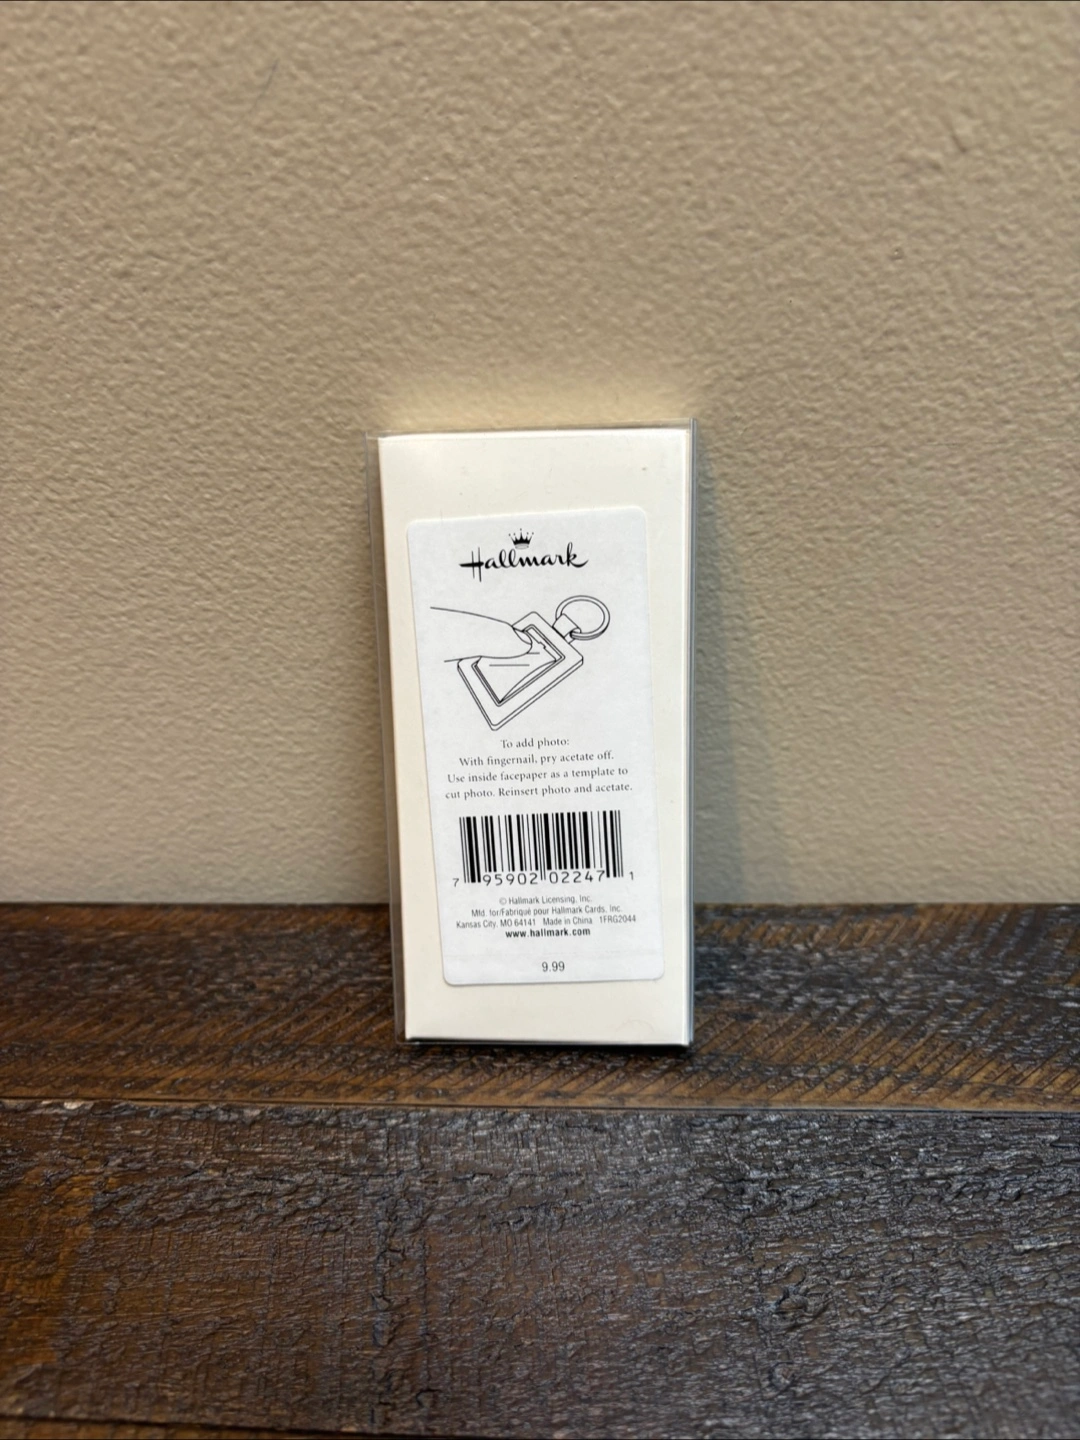 Hallmark
To add photo:
With fingernail, pry acetate off.
Use inside facepaper as a template to
cut photo. Reinsert photo and acetate.
7 95902 02247 1
© Hallmark Licensing, Inc.
Mfd. for/Fabriqué pour Hallmark Cards, Inc.
Kansas City, MO 64141 Made in China 1FRG2044
www.hallmark.com
9.99